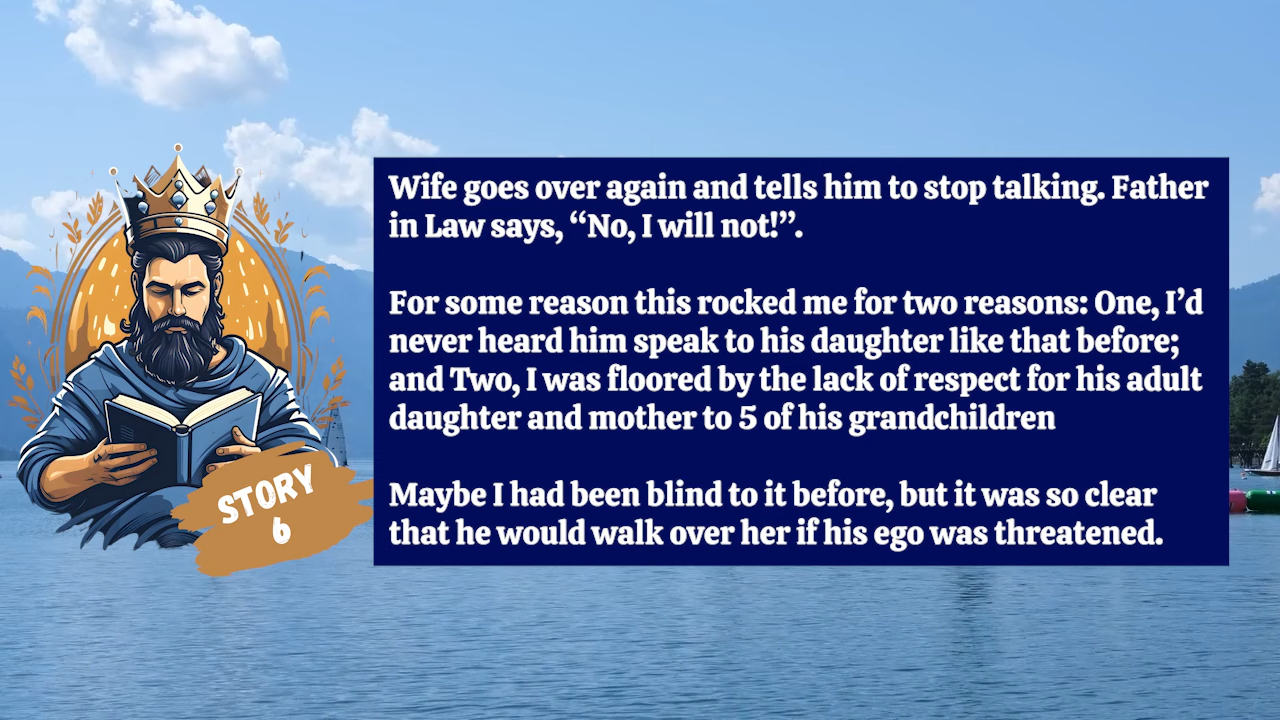 Wife goes over again and tells him to stop talking. Father
in Law says, “No, I will not!”.
For some reason this rocked me for two reasons: One, I’d
never heard him speak to his daughter like that before;
and Two, I was floored by the lack of respect for his adult
daughter and mother to 5 of his grandchildren
Maybe I had been blind to it before, but it was so clear
that he would walk over her if his ego was threatened.
STORY
6